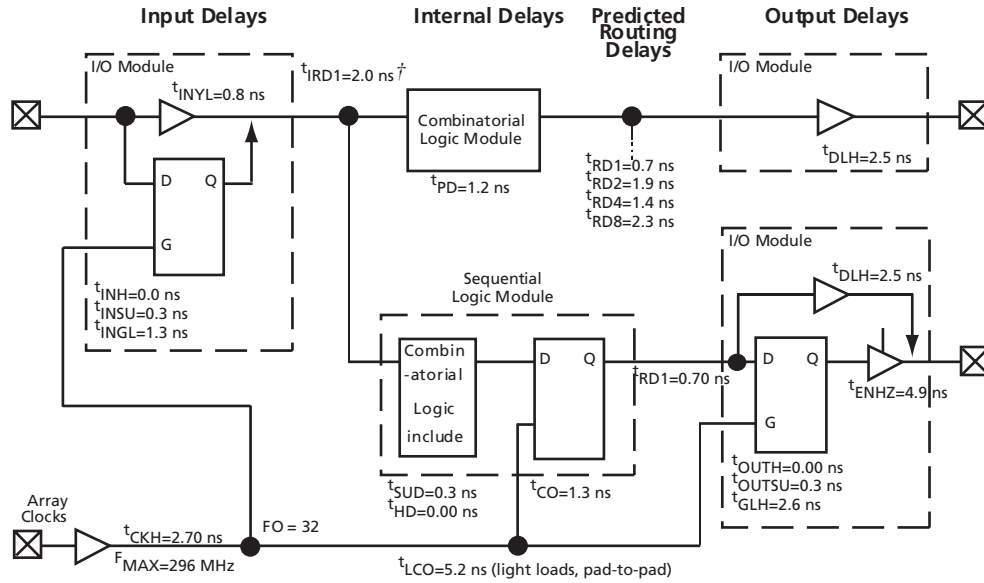 Input Delays
Internal Delays
Predicted
Routing
Delays
Output Delays
I/O Module
tINYL=0.8 ns
tIRD1=2.0 ns†
Combinatorial
Logic Module
tPD=1.2 ns
tRD1=0.7 ns
tRD2=1.9 ns
tRD4=1.4 ns
tRD8=2.3 ns
I/O Module
tDLH=2.5 ns
D Q
G
tINH=0.0 ns
tINSU=0.3 ns
tINGL=1.3 ns
Sequential
Logic Module
Combin
-atorial
Logic
include
D Q
tRD1=0.70 ns
tSUD=0.3 ns
tHD=0.00 ns
tCO=1.3 ns
I/O Module
tDLH=2.5 ns
D Q
G
tENHZ=4.9 ns
tOUTH=0.00 ns
tOUTSU=0.3 ns
tGLH=2.6 ns
Array
Clocks
tCKH=2.70 ns
FO = 32
FMAX=296 MHz
tLCO=5.2 ns (light loads, pad-to-pad)